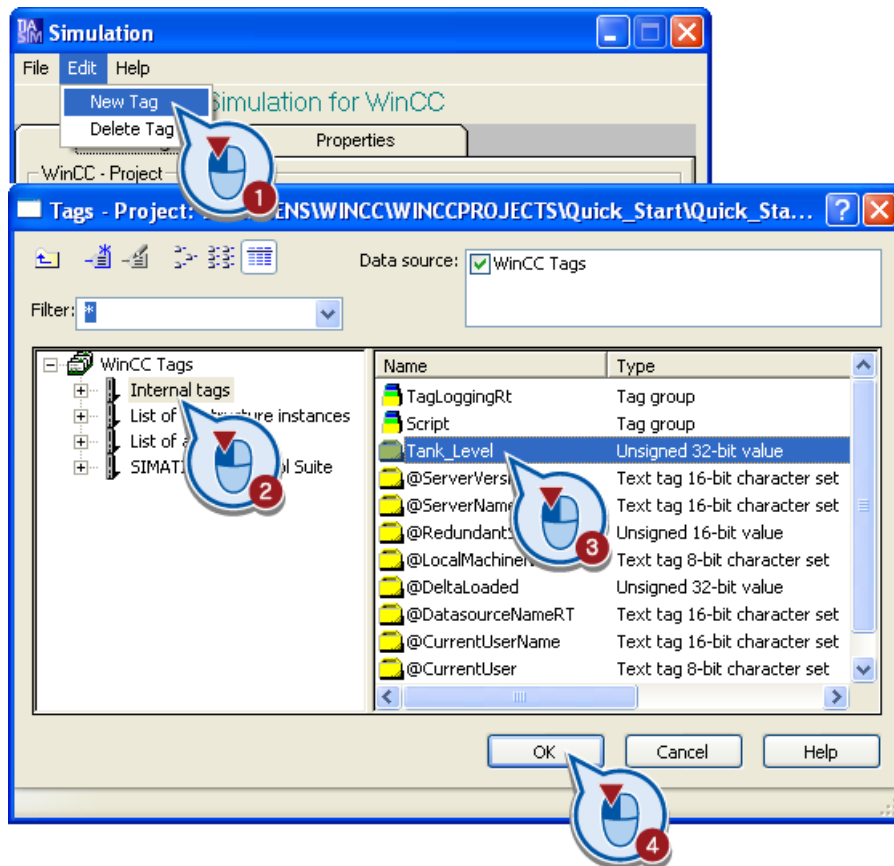 Simulation
File Edit Help
New Tag
Simulation for WinCC
Delete Tag
Properties
WinCC - Project
1
Tags - Project: ENS\WINCC\WINCCPROJECTS\Quick_Start\Quick_Sta...
Data source: WinCC Tags
Filter: *
WinCC Tags
Internal tags
List of structure instances
List of a
SIMATI l Suite
2
Name Type
TagLoggingRt Tag group
Script Tag group
Tank_Level Unsigned 32-bit value
@ServerVersi Text tag 16-bit character set
@ServerName Text tag 16-bit character set
@Redundant Unsigned 16-bit value
@LocalMachine Text tag 8-bit character set
@DeltaLoaded Unsigned 32-bit value
@DatasourceNameRT Text tag 16-bit character set
@CurrentUserName Text tag 16-bit character set
@CurrentUser Text tag 8-bit character set
3
OK Cancel Help
4